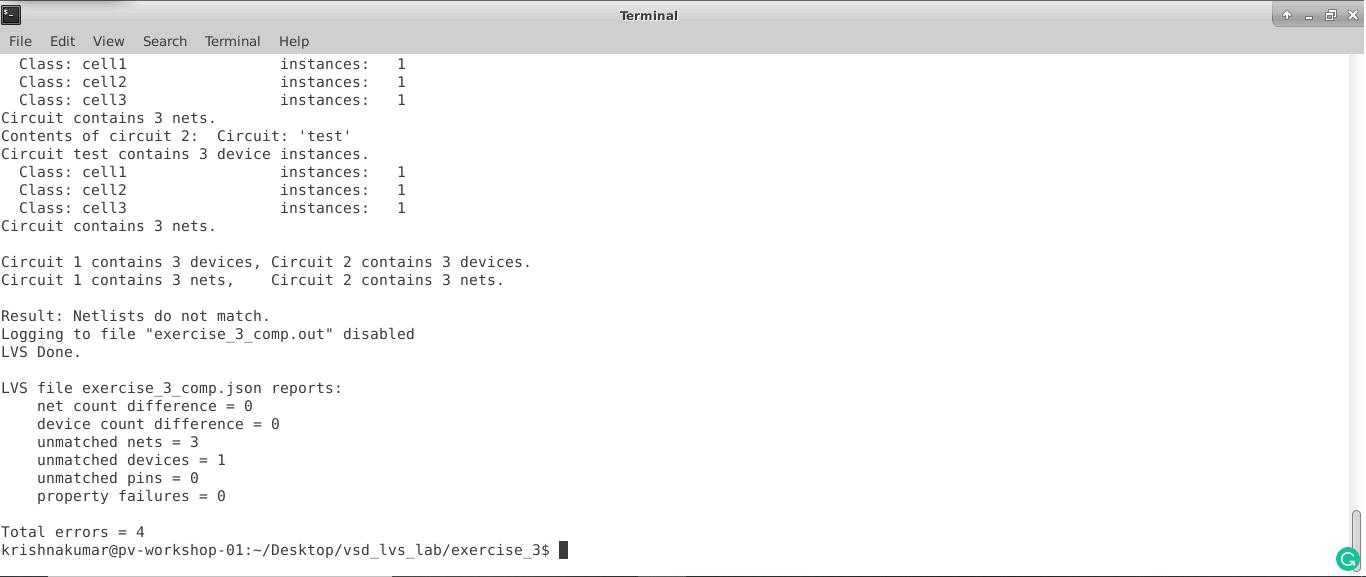 Terminal
File Edit View Search Terminal Help
  Class: cell1                 instances:   1
  Class: cell2                 instances:   1
  Class: cell3                 instances:   1
Circuit contains 3 nets.
Contents of circuit 2:  Circuit: 'test'
Circuit test contains 3 device instances.
  Class: cell1                 instances:   1
  Class: cell2                 instances:   1
  Class: cell3                 instances:   1
Circuit contains 3 nets.

Circuit 1 contains 3 devices, Circuit 2 contains 3 devices.
Circuit 1 contains 3 nets,    Circuit 2 contains 3 nets.

Result: Netlists do not match.
Logging to file "exercise_3_comp.out" disabled
LVS Done.

LVS file exercise_3_comp.json reports:
    net count difference = 0
    device count difference = 0
    unmatched nets = 3
    unmatched devices = 1
    unmatched pins = 0
    property failures = 0

Total errors = 4
krishnakumar@pv-workshop-01:~/Desktop/vsd_lvs_lab/exercise_3$